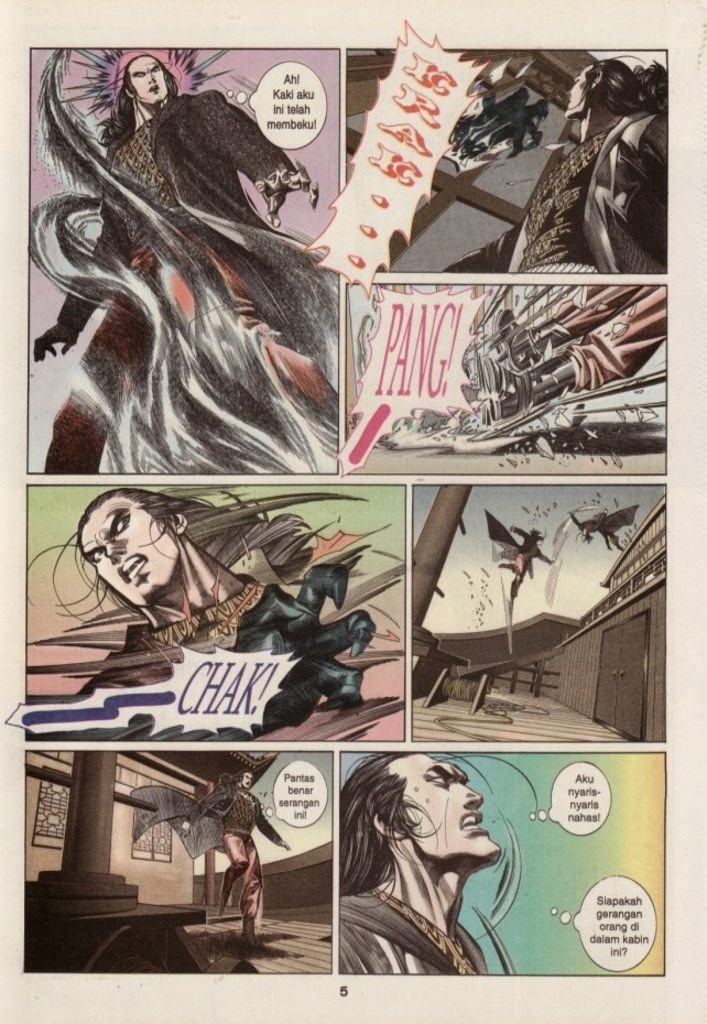 Ah!
Kaki aku
ini telah
membeku!
KRAK...
PANG!
CHAK!
Pantas
benar
serangan
ini!
Aku
nyaris-
nyaris
nahas!
Siapakah
gerangan
orang di
dalam kabin
ini?
5